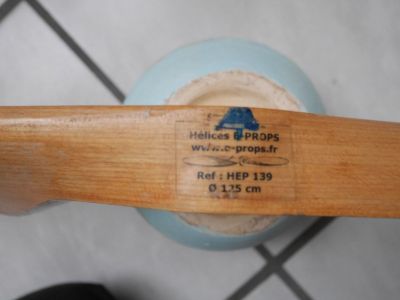 Hélices E-PROPS
www.e-props.fr
Ref : HEP 139
Ø 125 cm